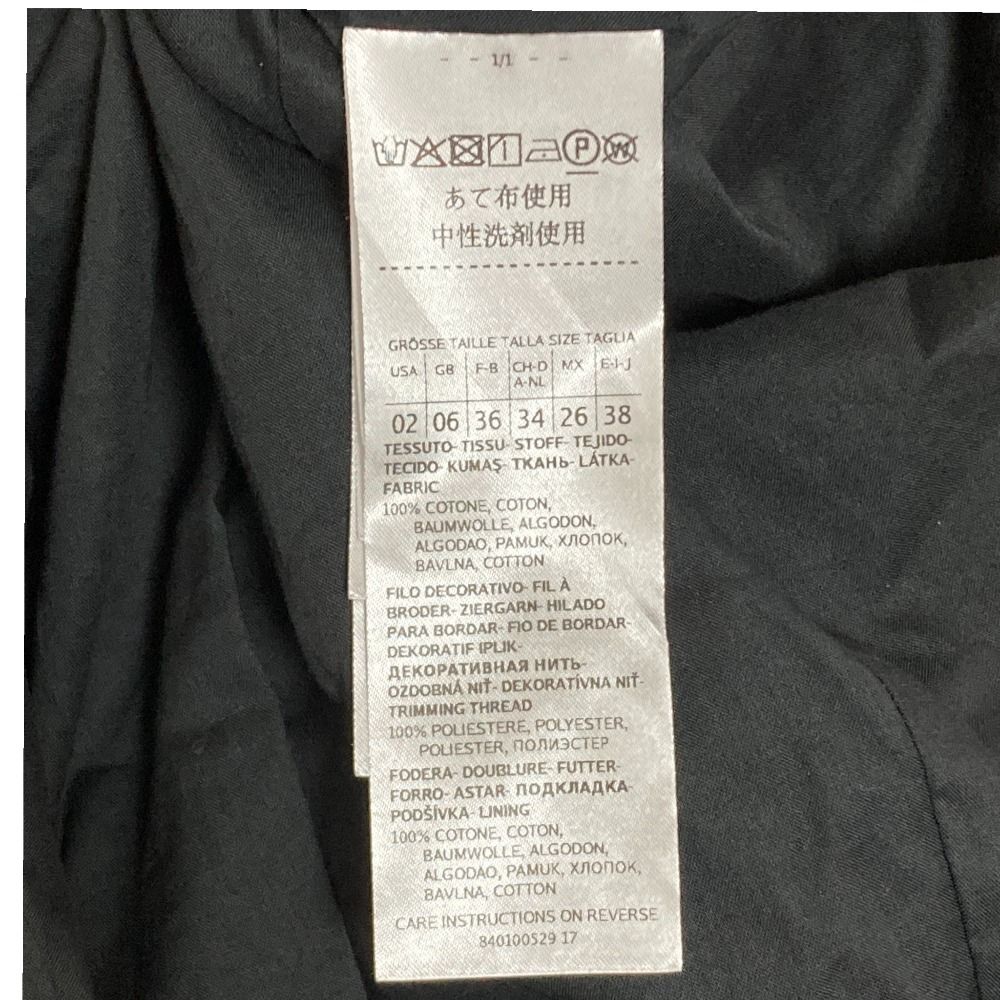 - - 1/1 - -
P W
あて布使用
中性洗剤使用
GRÖSSE TAILLE TALLA SIZE TAGLIA
USA GB F-B CH-D A-NL MX E-I-J
02 06 36 34 26 38
TESSUTO- TISSU- STOFF- TEJIDO-
TECIDO- KUMAŞ- ТКАНЬ- LÁTKA-
FABRIC
100% COTONE, COTON,
BAUMWOLLE, ALGODON,
ALGODAO, PAMUK, ХЛОПОК,
BAVLNA, COTTON
FILO DECORATIVO- FIL À
BRODER- ZIERGARN- HILADO
PARA BORDAR- FIO DE BORDAR-
DEKORATIF IPLIK-
ДЕКОРАТИВНАЯ НИТЬ-
OZDOBNÁ NIŤ- DEKORATÍVNA NIŤ-
TRIMMING THREAD
100% POLIESTERE, POLYESTER,
POLIESTER, ПОЛИЭСТЕР
FODERA- DOUBLURE- FUTTER-
FORRO- ASTAR- ПОДКЛАДКА-
PODŠÍVKA- LINING
100% COTONE, COTON,
BAUMWOLLE, ALGODON,
ALGODAO, PAMUK, ХЛОПОК,
BAVLNA, COTTON
CARE INSTRUCTIONS ON REVERSE
840100529 17